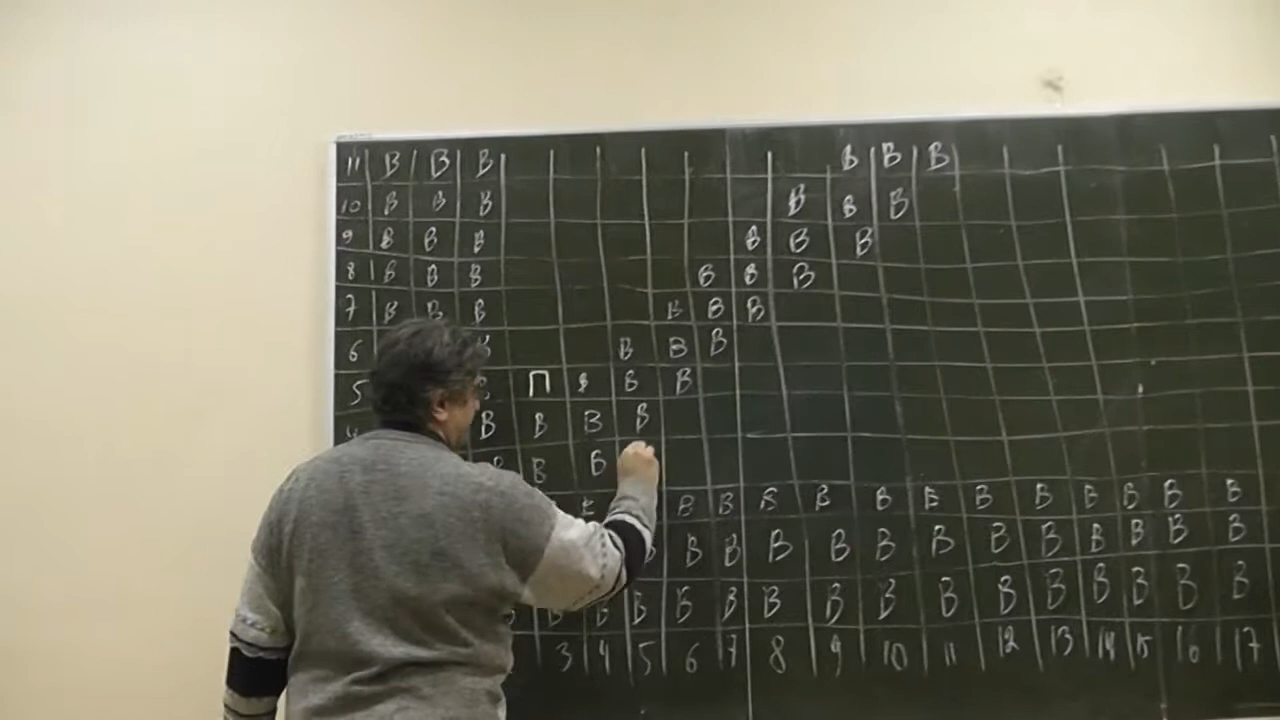 11 В В В В В В
10 В В В В В В
9 В В В В В В
8 В В В В В В
7 В В В В В В
6 В В В В
5 П В В В
4 В В В В
В В
В В В В В В В В В В В
В В В В В В В В В В В В
В В В В В В В В В В В В В В
3 4 5 6 7 8 9 10 11 12 13 14 15 16 17